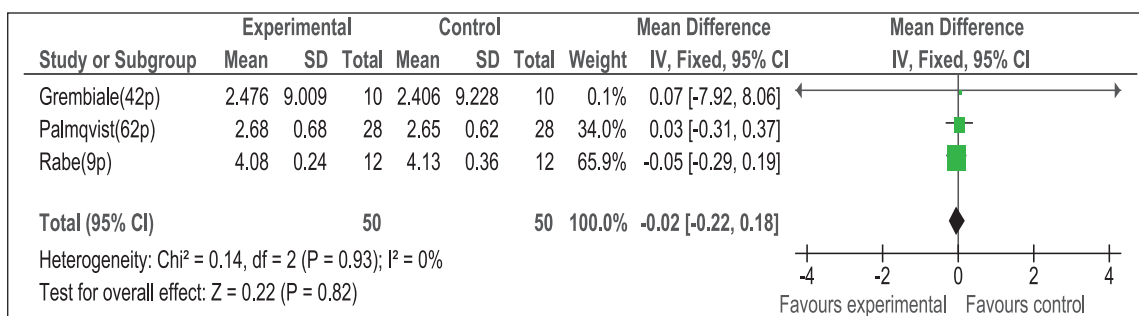 Experimental Control Mean Difference Mean Difference
Study or Subgroup Mean SD Total Mean SD Total Weight IV, Fixed, 95% CI IV, Fixed, 95% CI
Grembiale(42p) 2.476 9.009 10 2.406 9.228 10 0.1% 0.07 [-7.92, 8.06]
Palmqvist(62p) 2.68 0.68 28 2.65 0.62 28 34.0% 0.03 [-0.31, 0.37]
Rabe(9p) 4.08 0.24 12 4.13 0.36 12 65.9% -0.05 [-0.29, 0.19]
Total (95% CI) 50 50 100.0% -0.02 [-0.22, 0.18]
Heterogeneity: Chi² = 0.14, df = 2 (P = 0.93); I² = 0%
Test for overall effect: Z = 0.22 (P = 0.82)
-4 -2 0 2 4
Favours experimental Favours control